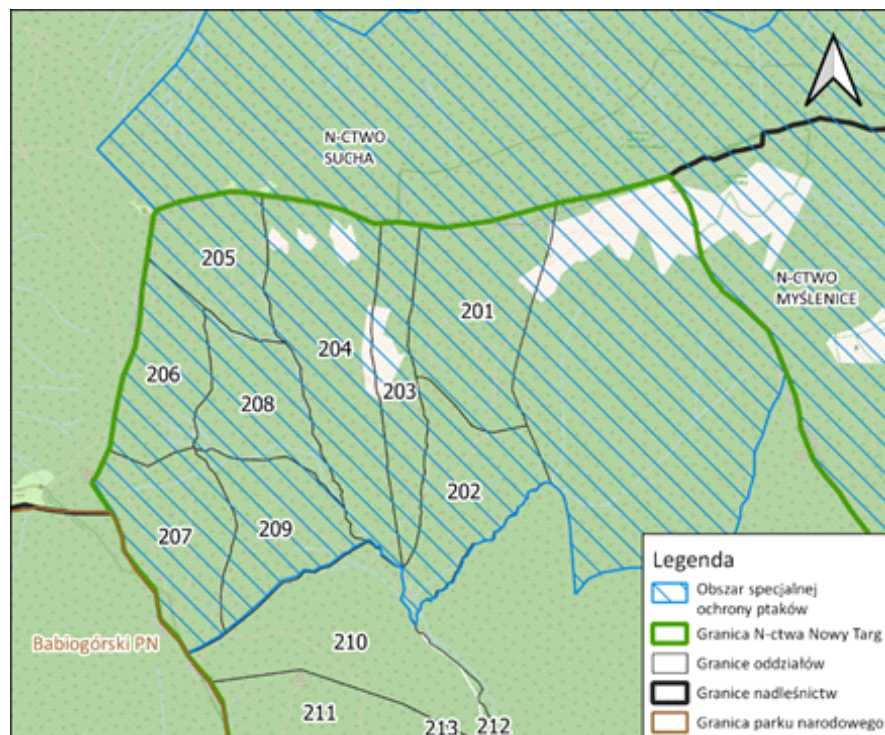 N-CTWO
SUCHA
N-CTWO
MYŚLENICE
205
201
204
206
203
208
202
207
209
Babiogórski PN
210
211
213
212
Legenda
Obszar specjalnej
ochrony ptaków
Granica N-ctwa Nowy Targ
Granice oddziałów
Granice nadleśnictw
Granica parku narodowego